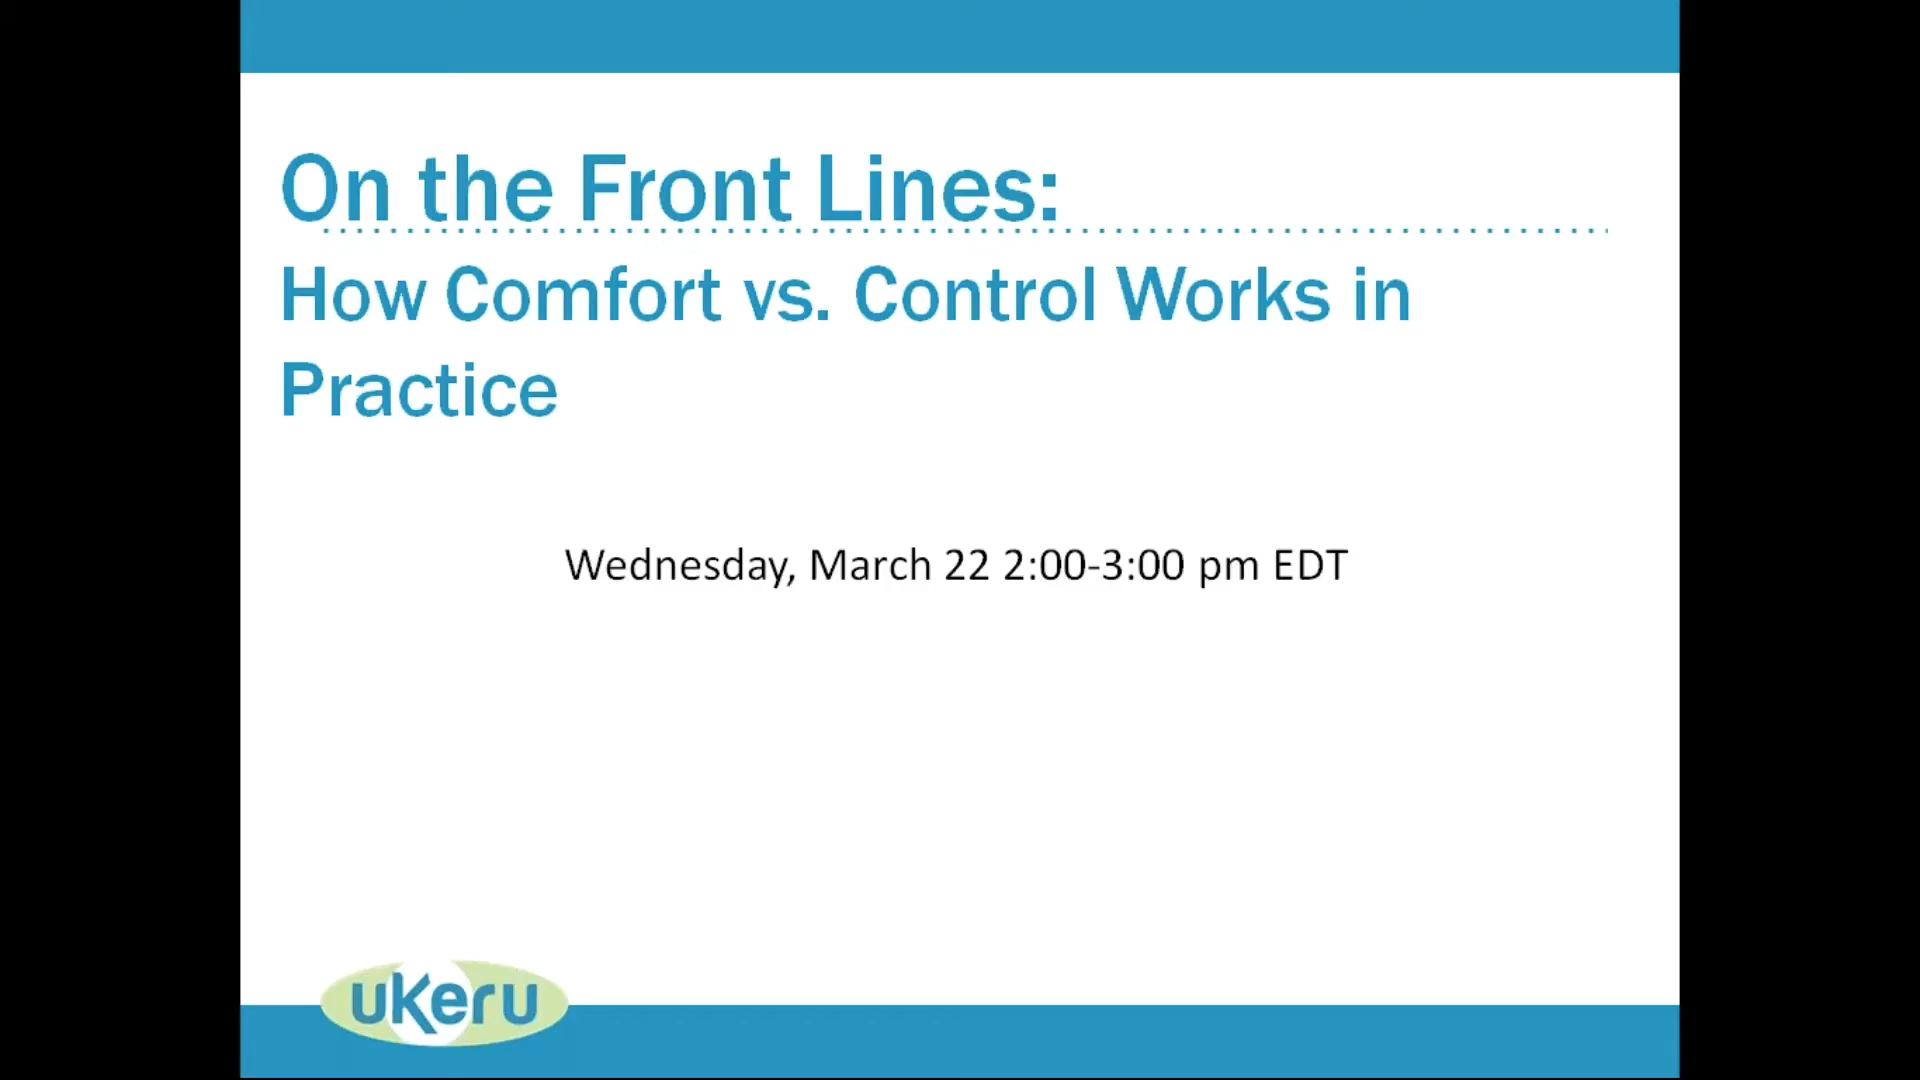 On the Front Lines:
How Comfort vs. Control Works in
Practice
Wednesday, March 22 2:00-3:00 pm EDT
uKeru